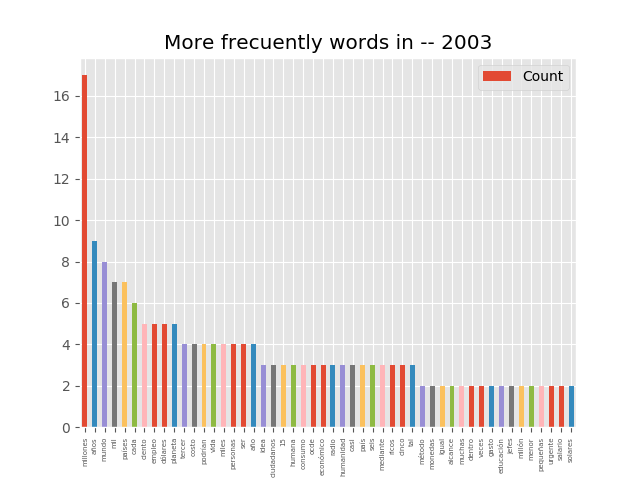 More frecuently words in -- 2003
Count
16
14
12
10
8
6
4
2
0
millones
años
mundo
mil
países
cada
ciento
empleo
dólares
planeta
tercer
costo
podrían
vida
miles
personas
ser
año
idea
ciudadanos
15
humana
consumo
ocde
económico
radio
humanidad
casi
país
seis
mediante
ricos
cinco
tal
método
monedas
igual
alcance
muchas
dentro
veces
gasto
educación
jefes
millón
menor
pequeñas
urgente
salario
solares